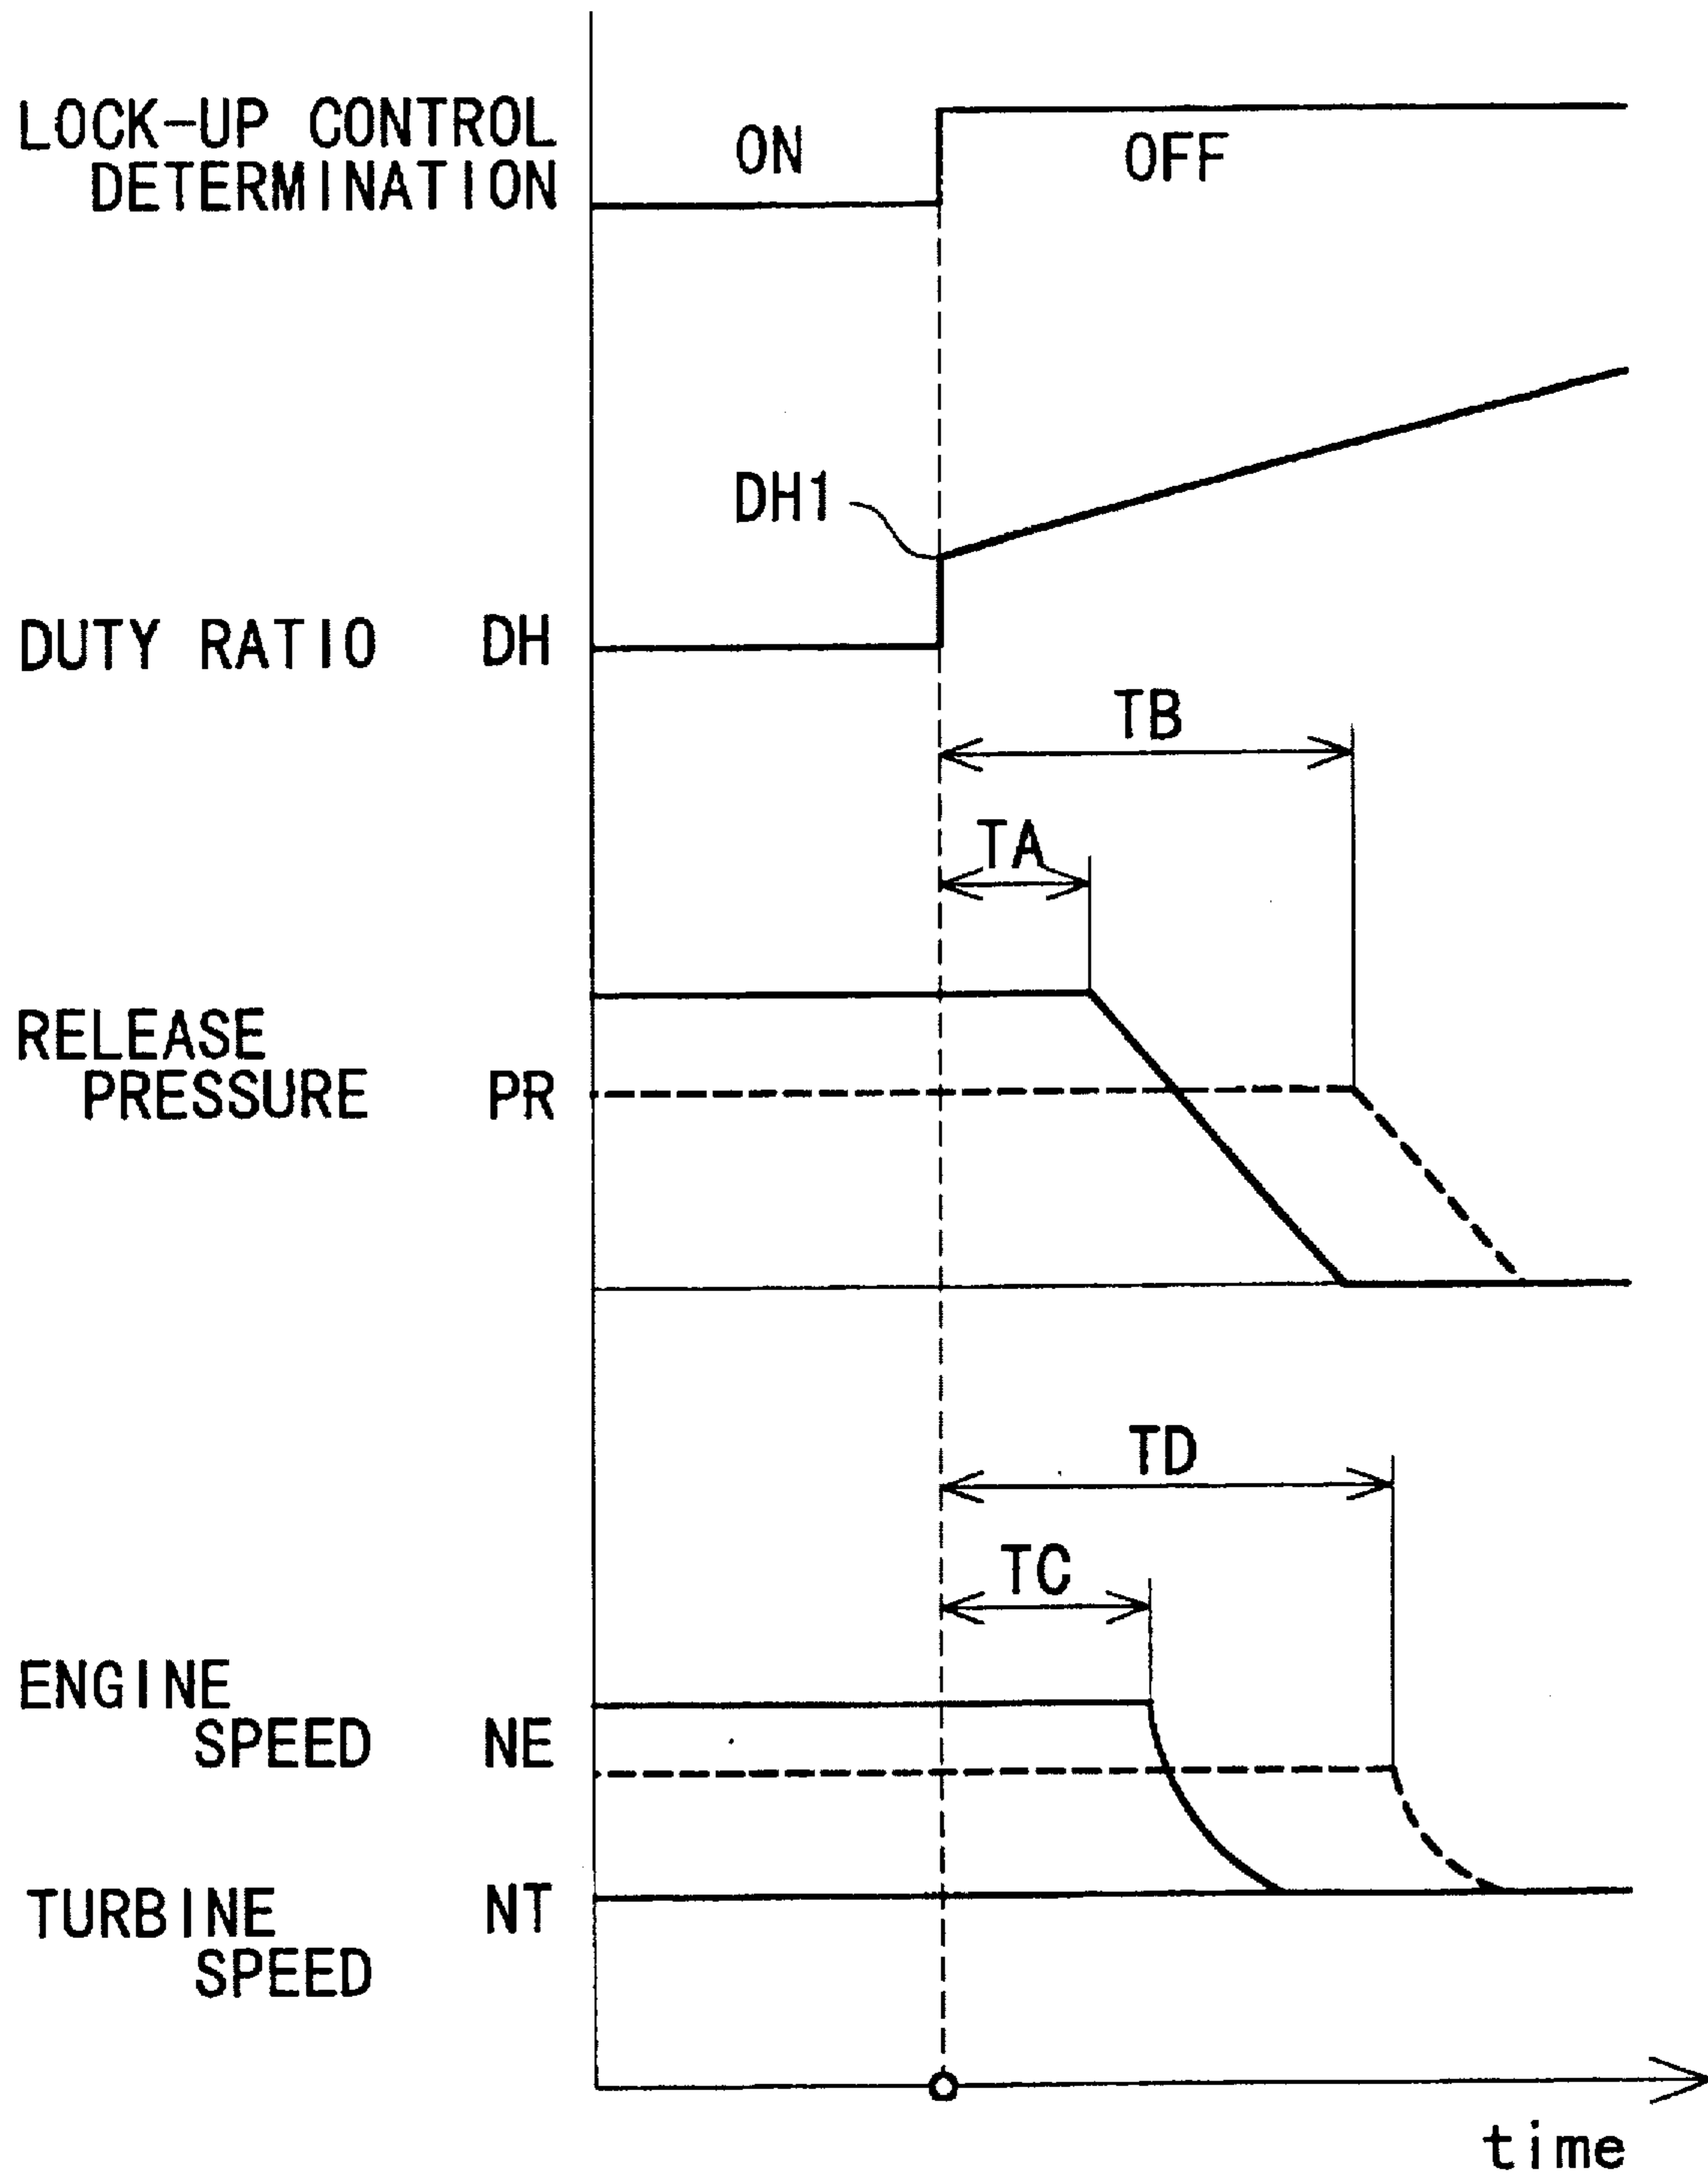 LOCK-UP CONTROL
DETERMINATION
ON
OFF
DH1
DUTY RATIO DH
TB
TA
RELEASE
PRESSURE PR
TD
TC
ENGINE
SPEED NE
TURBINE NT
SPEED
time